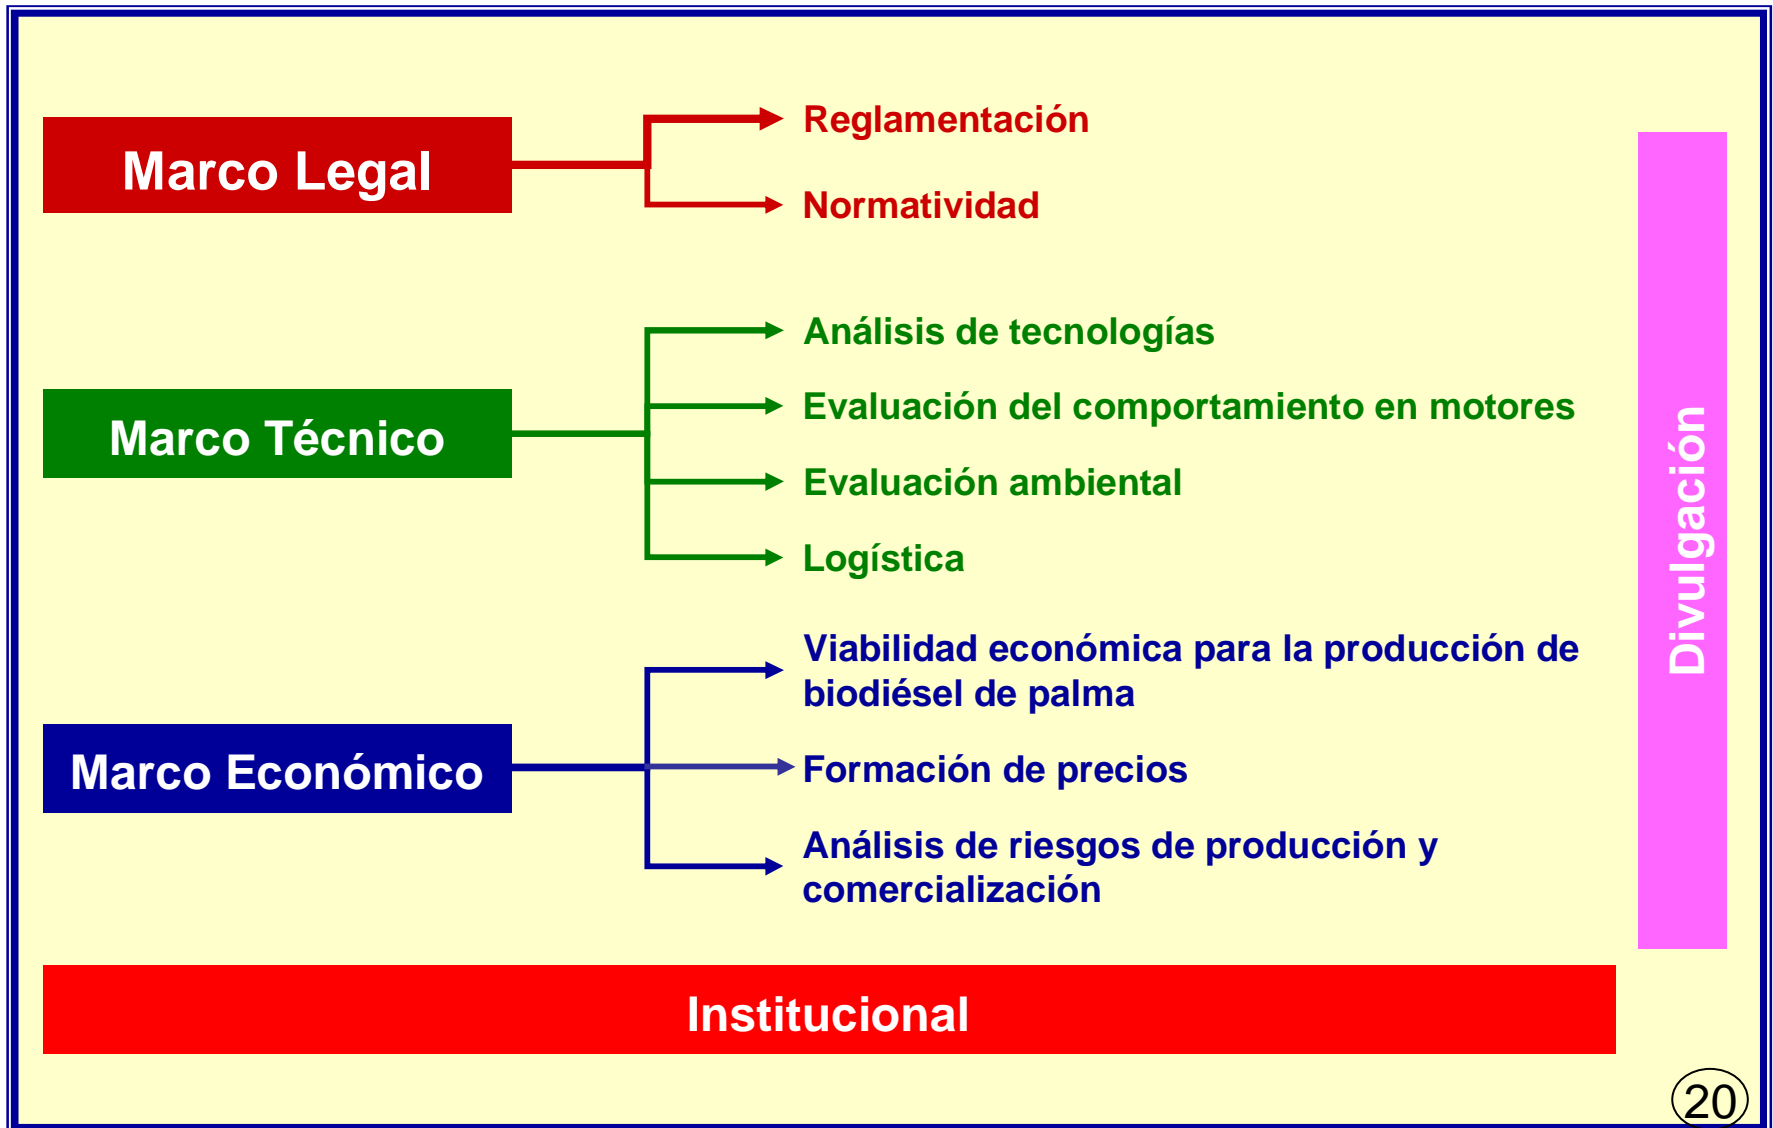 Marco Legal
Reglamentación
Normatividad
Marco Técnico
Análisis de tecnologías
Evaluación del comportamiento en motores
Evaluación ambiental
Logística
Marco Económico
Viabilidad económica para la producción de
biodiésel de palma
Formación de precios
Análisis de riesgos de producción y
comercialización
Divulgación
Institucional
20